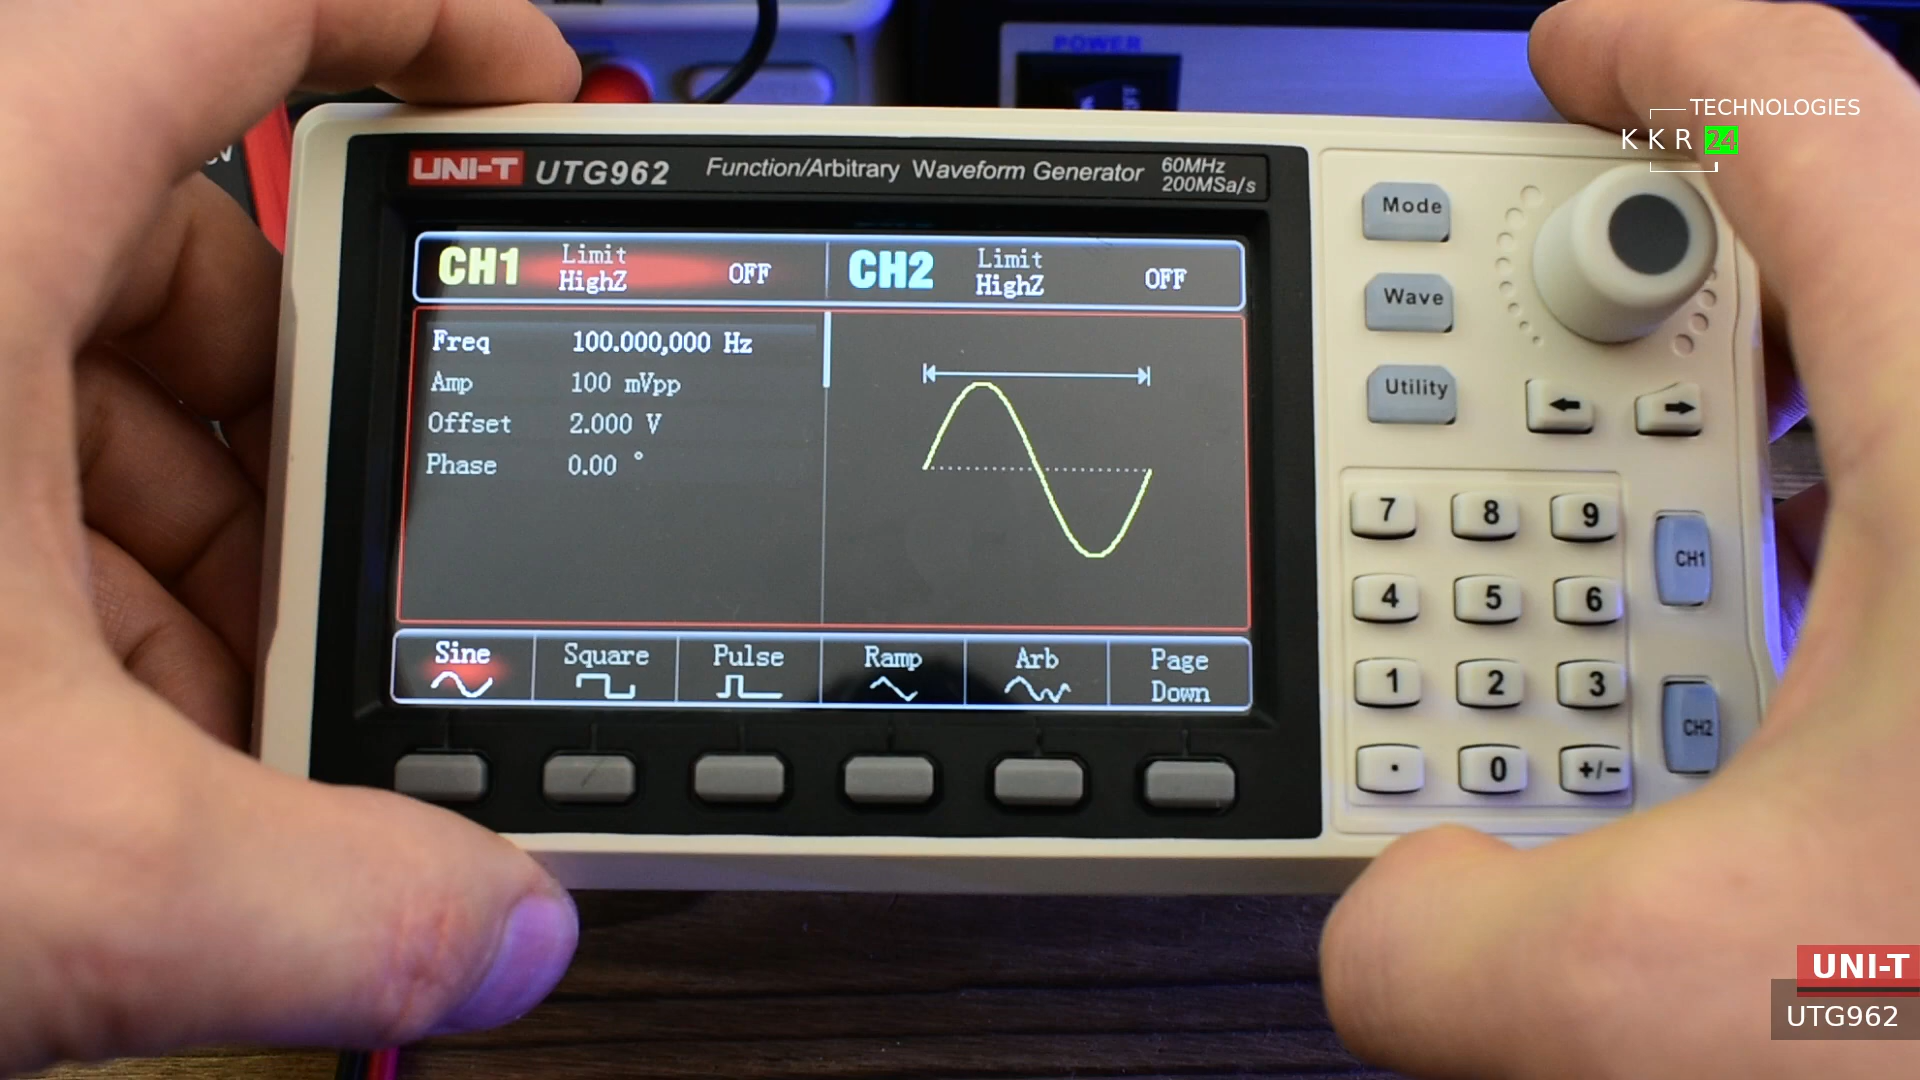 POWER
TECHNOLOGIES
KKR 24
UNI-T UTG962 Function/Arbitrary Waveform Generator 60MHz
200MSa/s
CH1 Limit HighZ OFF CH2 Limit HighZ OFF
Freq 100.000,000 Hz
Amp 100 mVpp
Offset 2.000 V
Phase 0.00 °
Sine Square Pulse Ramp Arb Page Down
Mode
Wave
Utility
7 8 9
4 5 6
1 2 3
. 0 +/-
CH1
CH2
UNI-T
UTG962